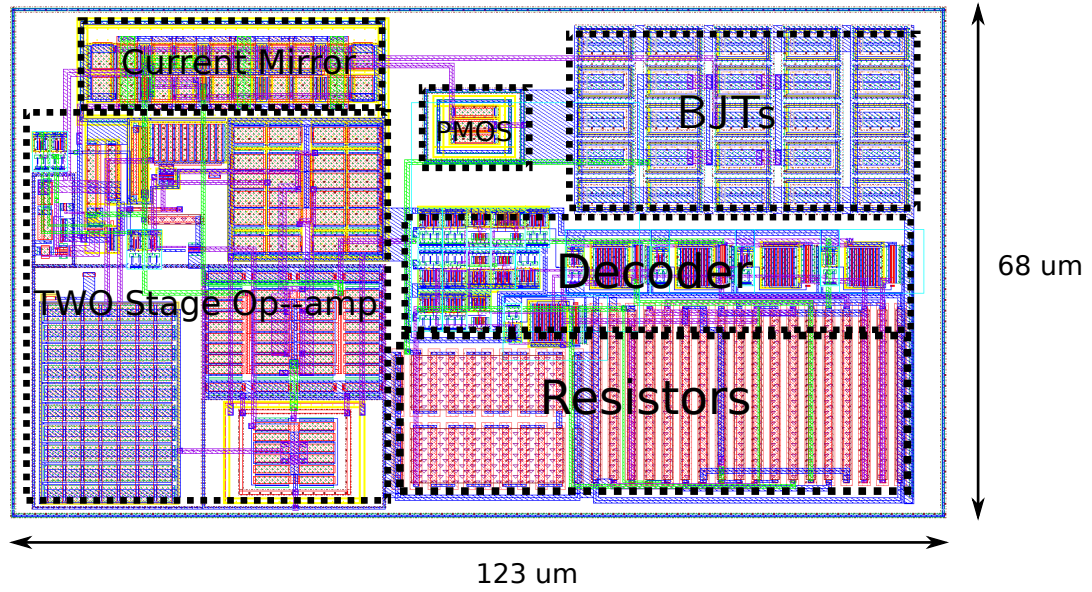 Current Mirror
PMOS
BJTs
Decoder
68 um
TWO Stage Op--amp
Resistors
123 um